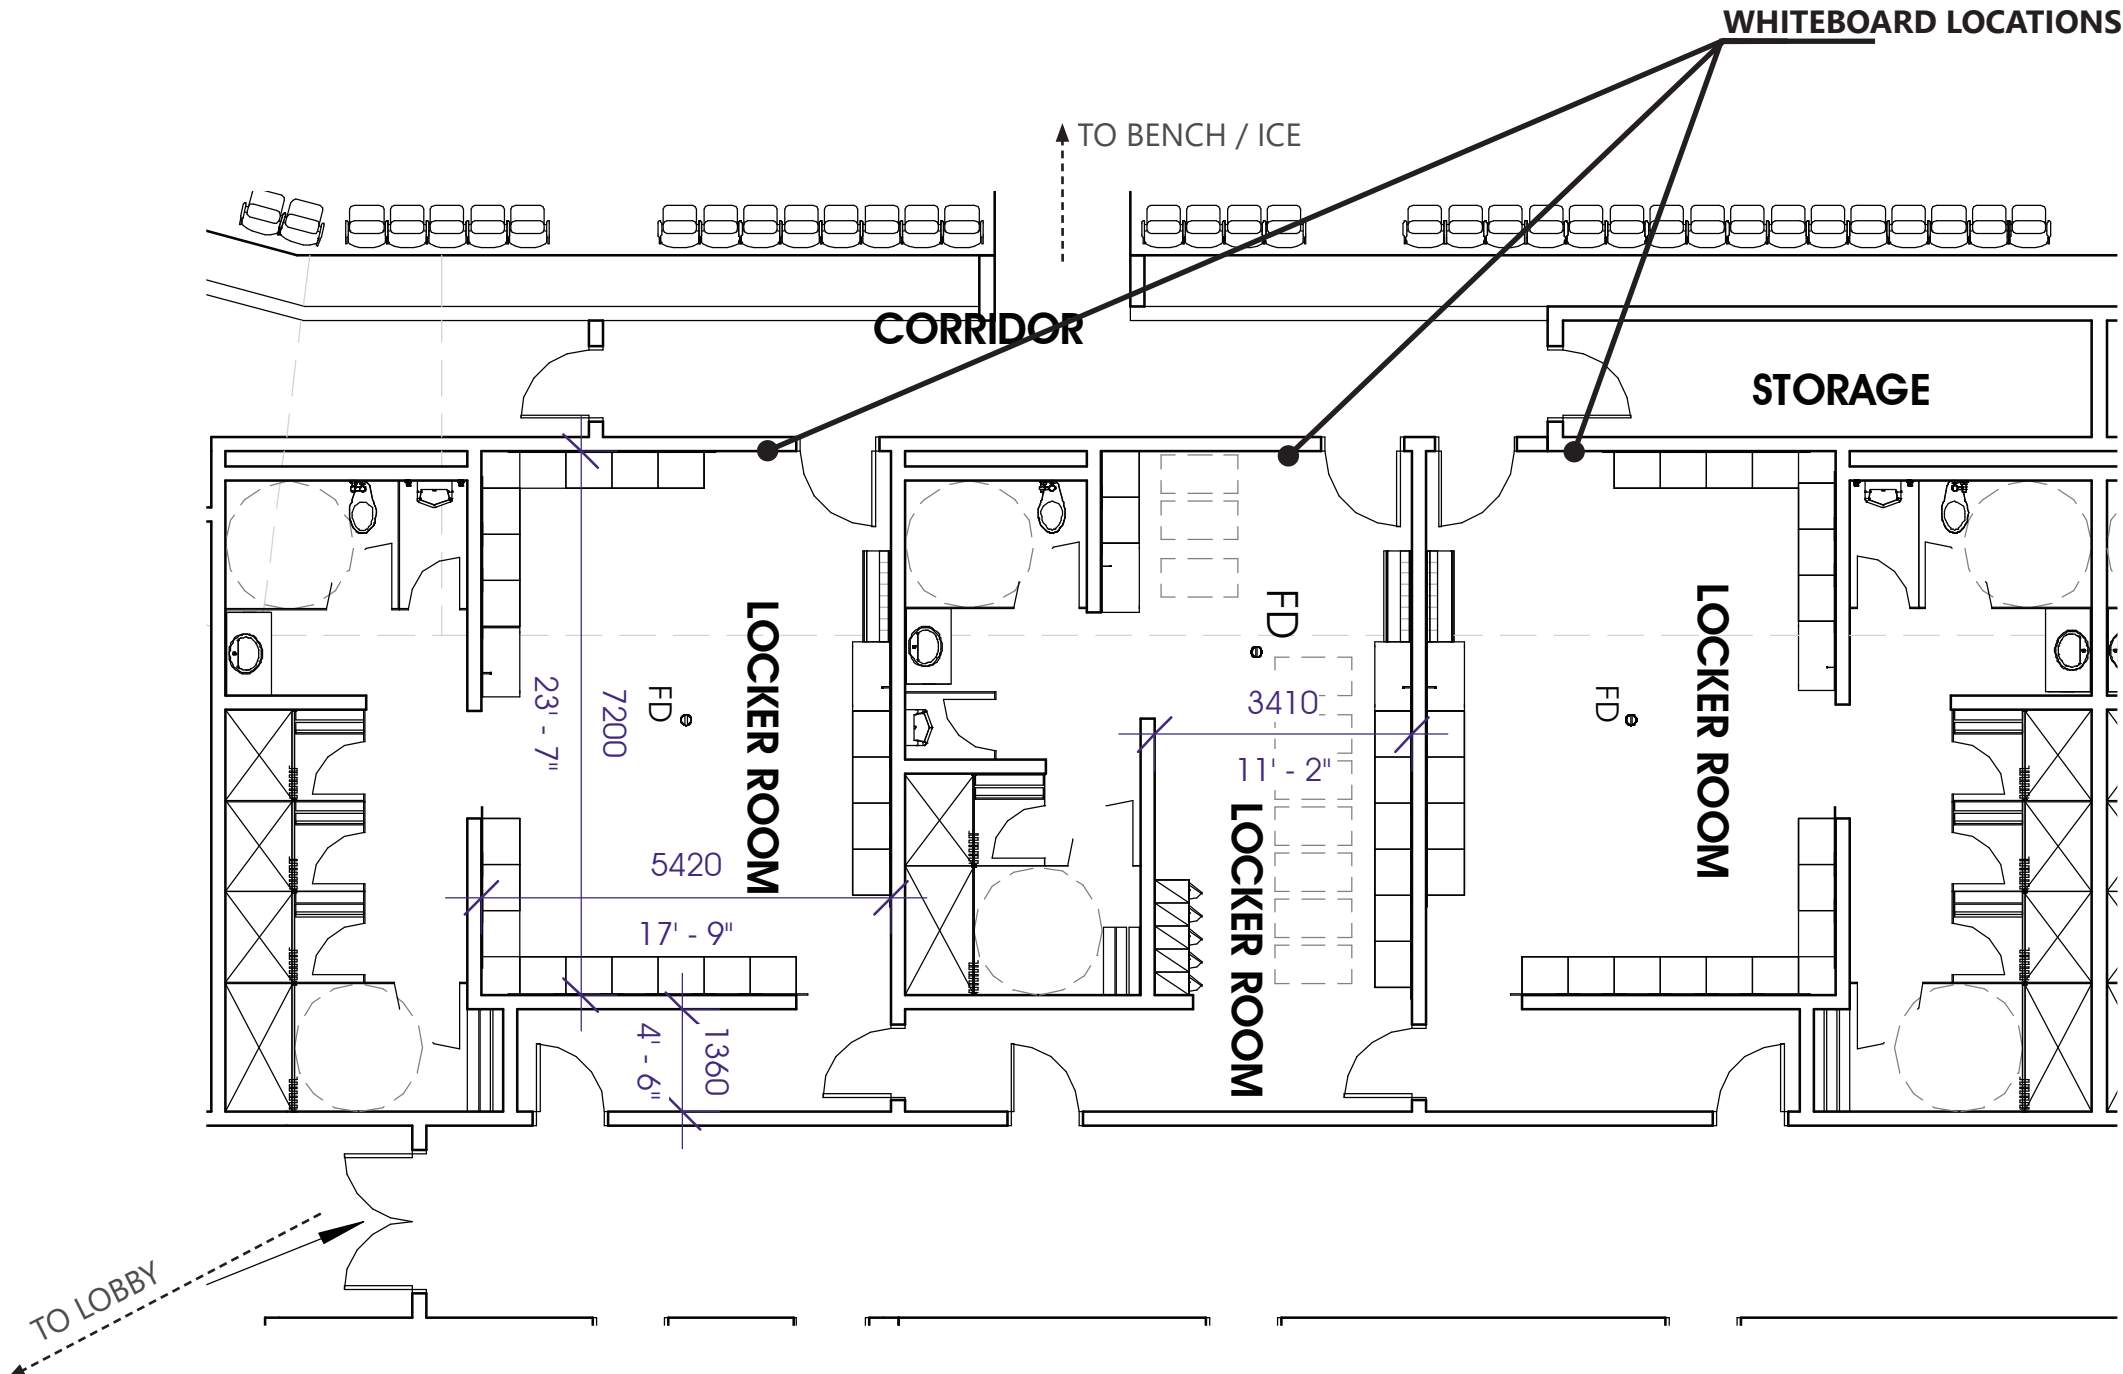 WHITEBOARD LOCATIONS
TO BENCH / ICE
CORRIDOR
STORAGE
LOCKER ROOM
FD
7200
23' - 7"
5420
17' - 9"
1360
4' - 6"
FD
3410
11' - 2"
LOCKER ROOM
FD
LOCKER ROOM
TO LOBBY